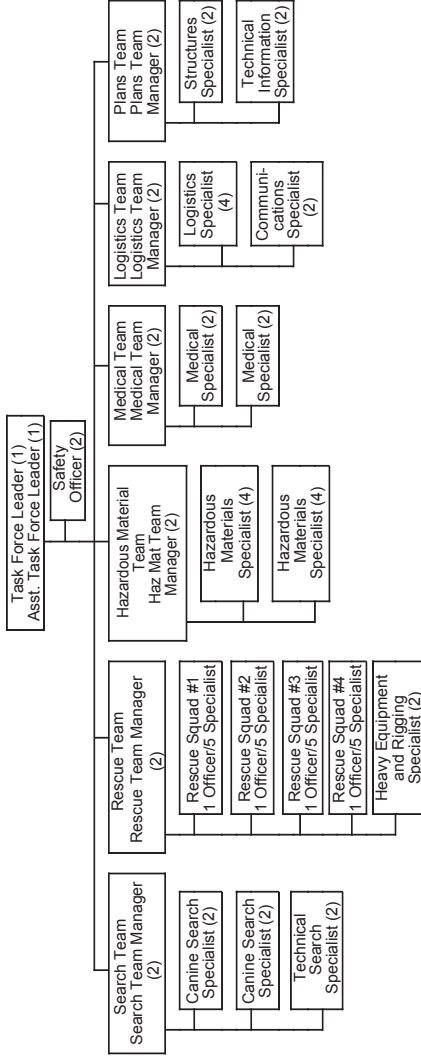 Task Force Leader (1)
Asst. Task Force Leader (1)
Safety
Officer (2)
Search Team
Search Team Manager
(2)
Canine Search
Specialist (2)
Canine Search
Specialist (2)
Technical
Search
Specialist (2)
Rescue Team
Rescue Team Manager
(2)
Rescue Squad #1
1 Officer/5 Specialist
Rescue Squad #2
1 Officer/5 Specialist
Rescue Squad #3
1 Officer/5 Specialist
Rescue Squad #4
1 Officer/5 Specialist
Heavy Equipment
and Rigging
Specialist (2)
Hazardous Material
Team
Haz Mat Team
Manager (2)
Hazardous
Materials
Specialist (4)
Hazardous
Materials
Specialist (4)
Medical Team
Medical Team
Manager (2)
Medical
Specialist (2)
Medical
Specialist (2)
Logistics Team
Logistics Team
Manager (2)
Logistics
Specialist
(4)
Communi-
cations
Specialist
(2)
Plans Team
Plans Team
Manager (2)
Structures
Specialist (2)
Technical
Information
Specialist (2)